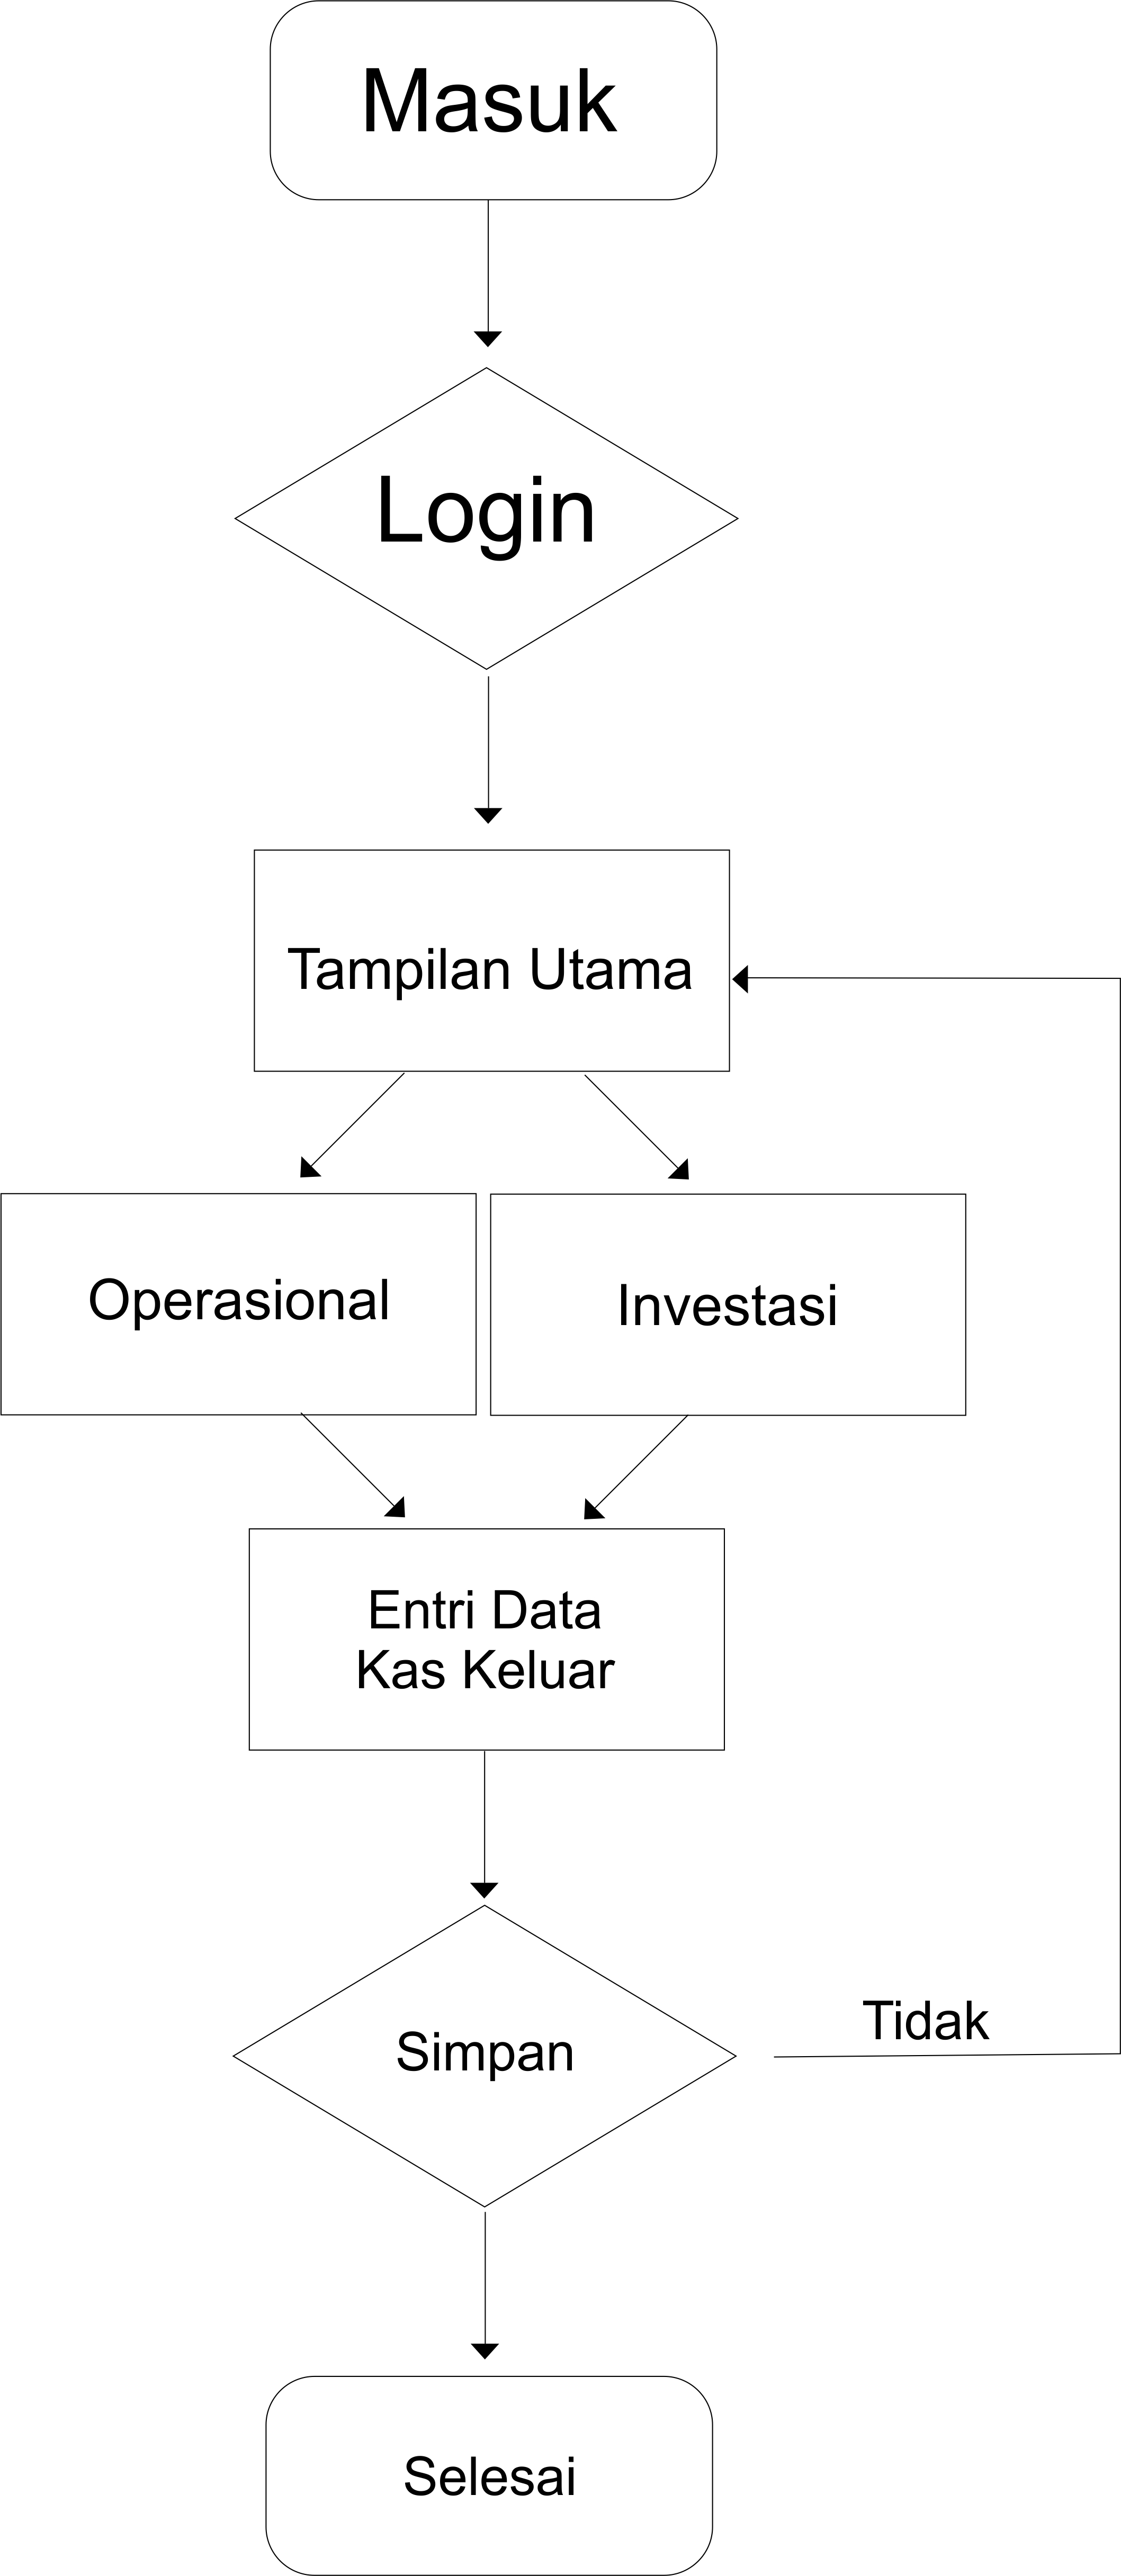 Masuk
Login
Tampilan Utama
Operasional
Investasi
Entri Data
Kas Keluar
Tidak
Simpan
Selesai